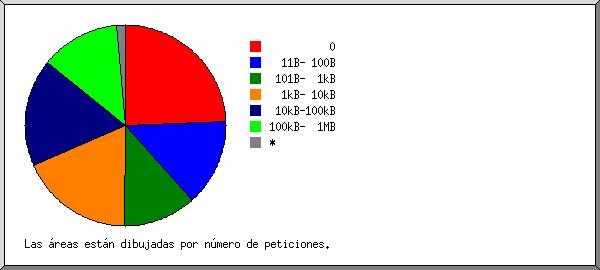 0
11B- 100B
101B- 1kB
1kB- 10kB
10kB-100kB
100kB- 1MB
*
Las áreas están dibujadas por número de peticiones.